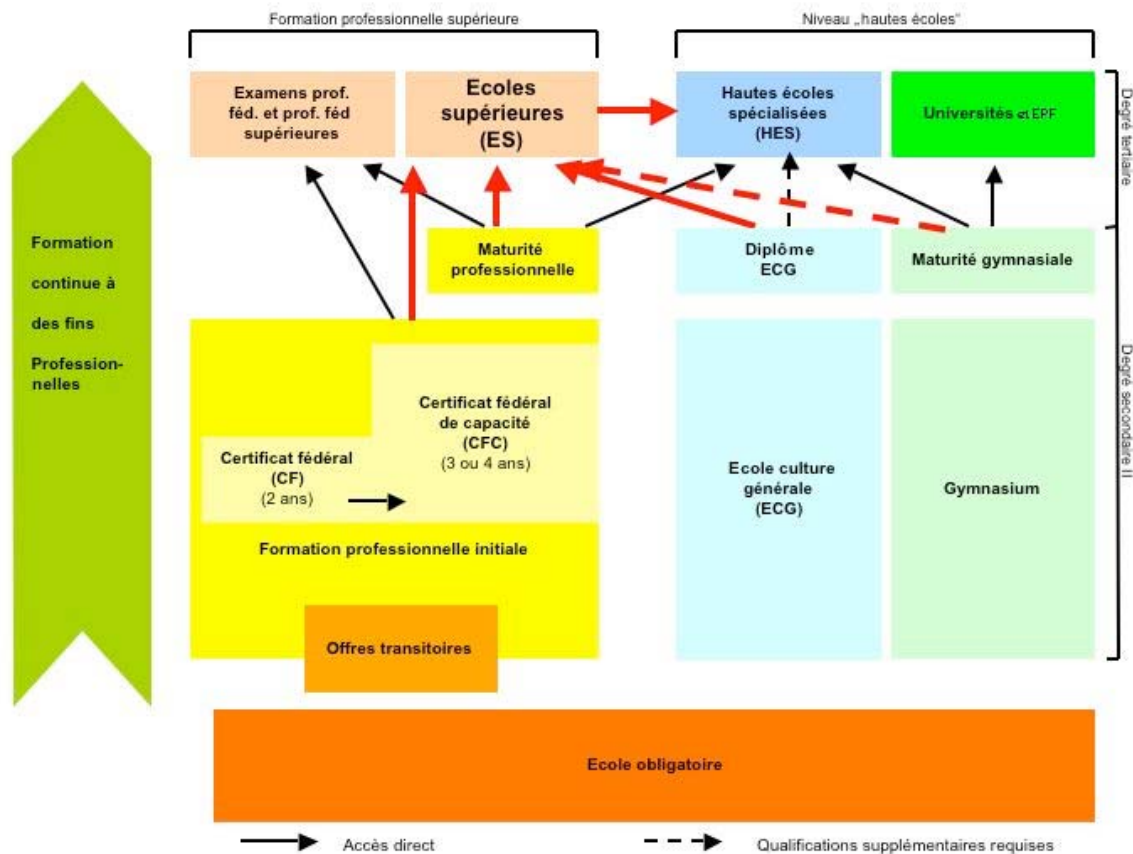 Formation professionnelle supérieure
Niveau „hautes écoles“
Examens prof.
féd. et prof. féd
supérieures
Ecoles
supérieures
(ES)
Hautes écoles
spécialisées
(HES)
Universités et EPF
Degré tertiaire
Formation
continue à
des fins
Profession-
nelles
Maturité
professionnelle
Diplôme
ECG
Maturité gymnasiale
Certificat fédéral
de capacité
(CFC)
(3 ou 4 ans)
Certificat fédéral
(CF)
(2 ans)
Formation professionnelle initiale
Ecole culture
générale
(ECG)
Gymnasium
Degré secondaire II
Offres transitoires
Ecole obligatoire
Accès direct
Qualifications supplémentaires requises